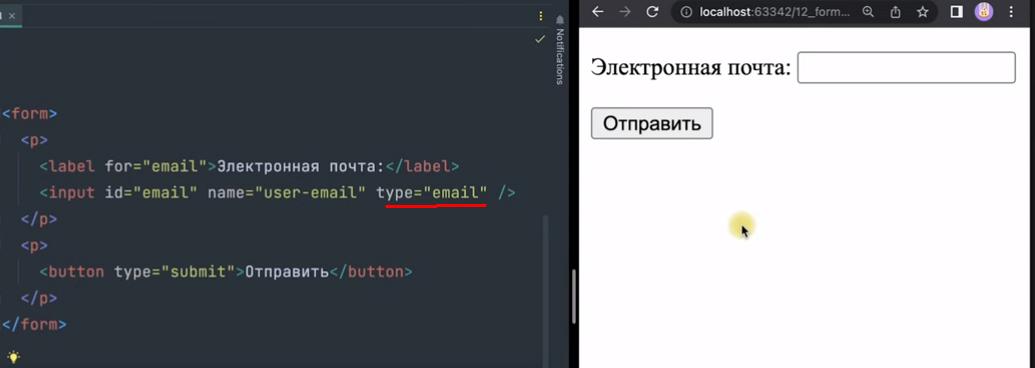 Notifications
<form>
<p>
<label for="email">Электронная почта:</label>
<input id="email" name="user-email" type="email" />
</p>
<p>
<button type="submit">Отправить</button>
</p>
</form>
localhost:63342/12_form...
Электронная почта:
Отправить